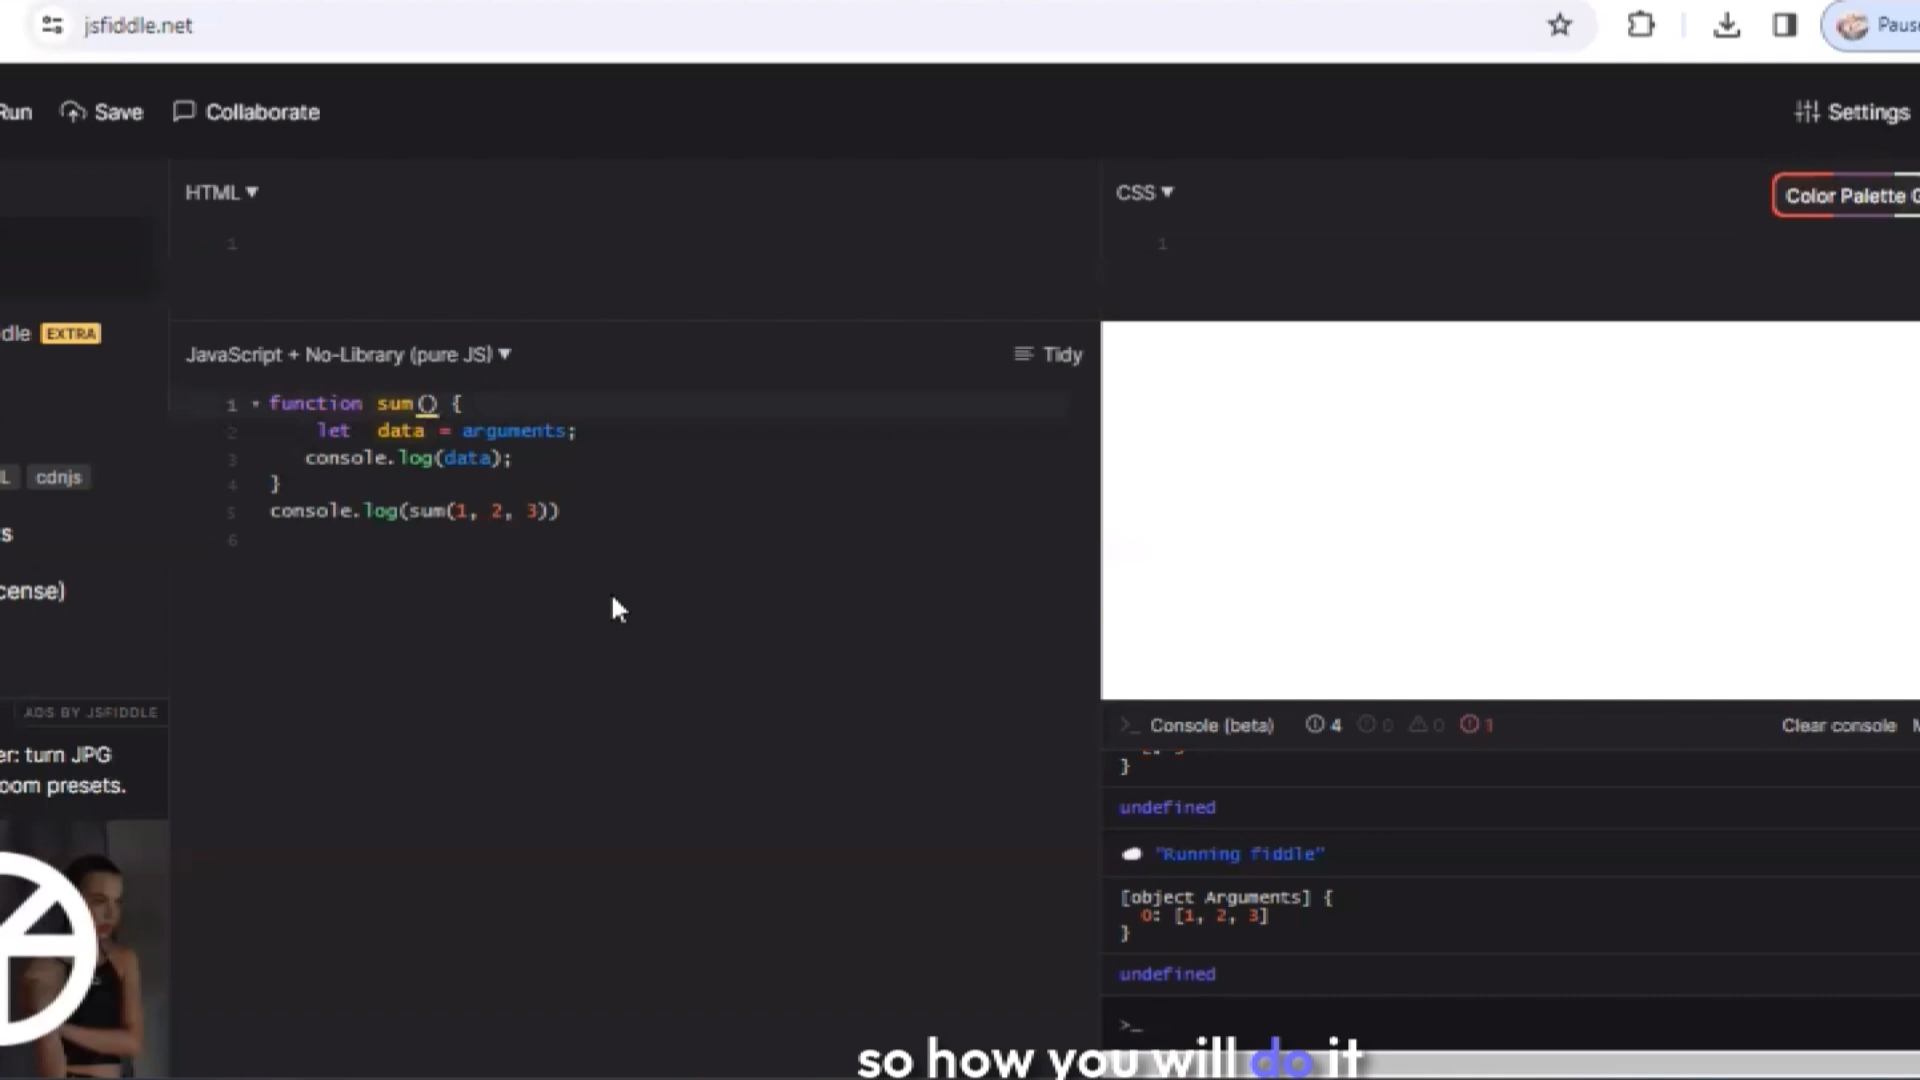 jsfiddle.net
Paus
Run Save Collaborate Settings
HTML
CSS
Color Palette G
1
1
dle EXTRA
JavaScript + No-Library (pure JS)
Tidy
1 function sum() {
2 let data = arguments;
3 console.log(data);
4 }
5 console.log(sum(1, 2, 3))
6
L cdnjs
s
cense)
ADS BY JSFIDDLE
er: turn JPG
oom presets.
>_ Console (beta) 4 0 0 1 Clear console M
}
undefined
"Running fiddle"
[object Arguments] {
0: [1, 2, 3]
}
undefined
>_
so how you will do it